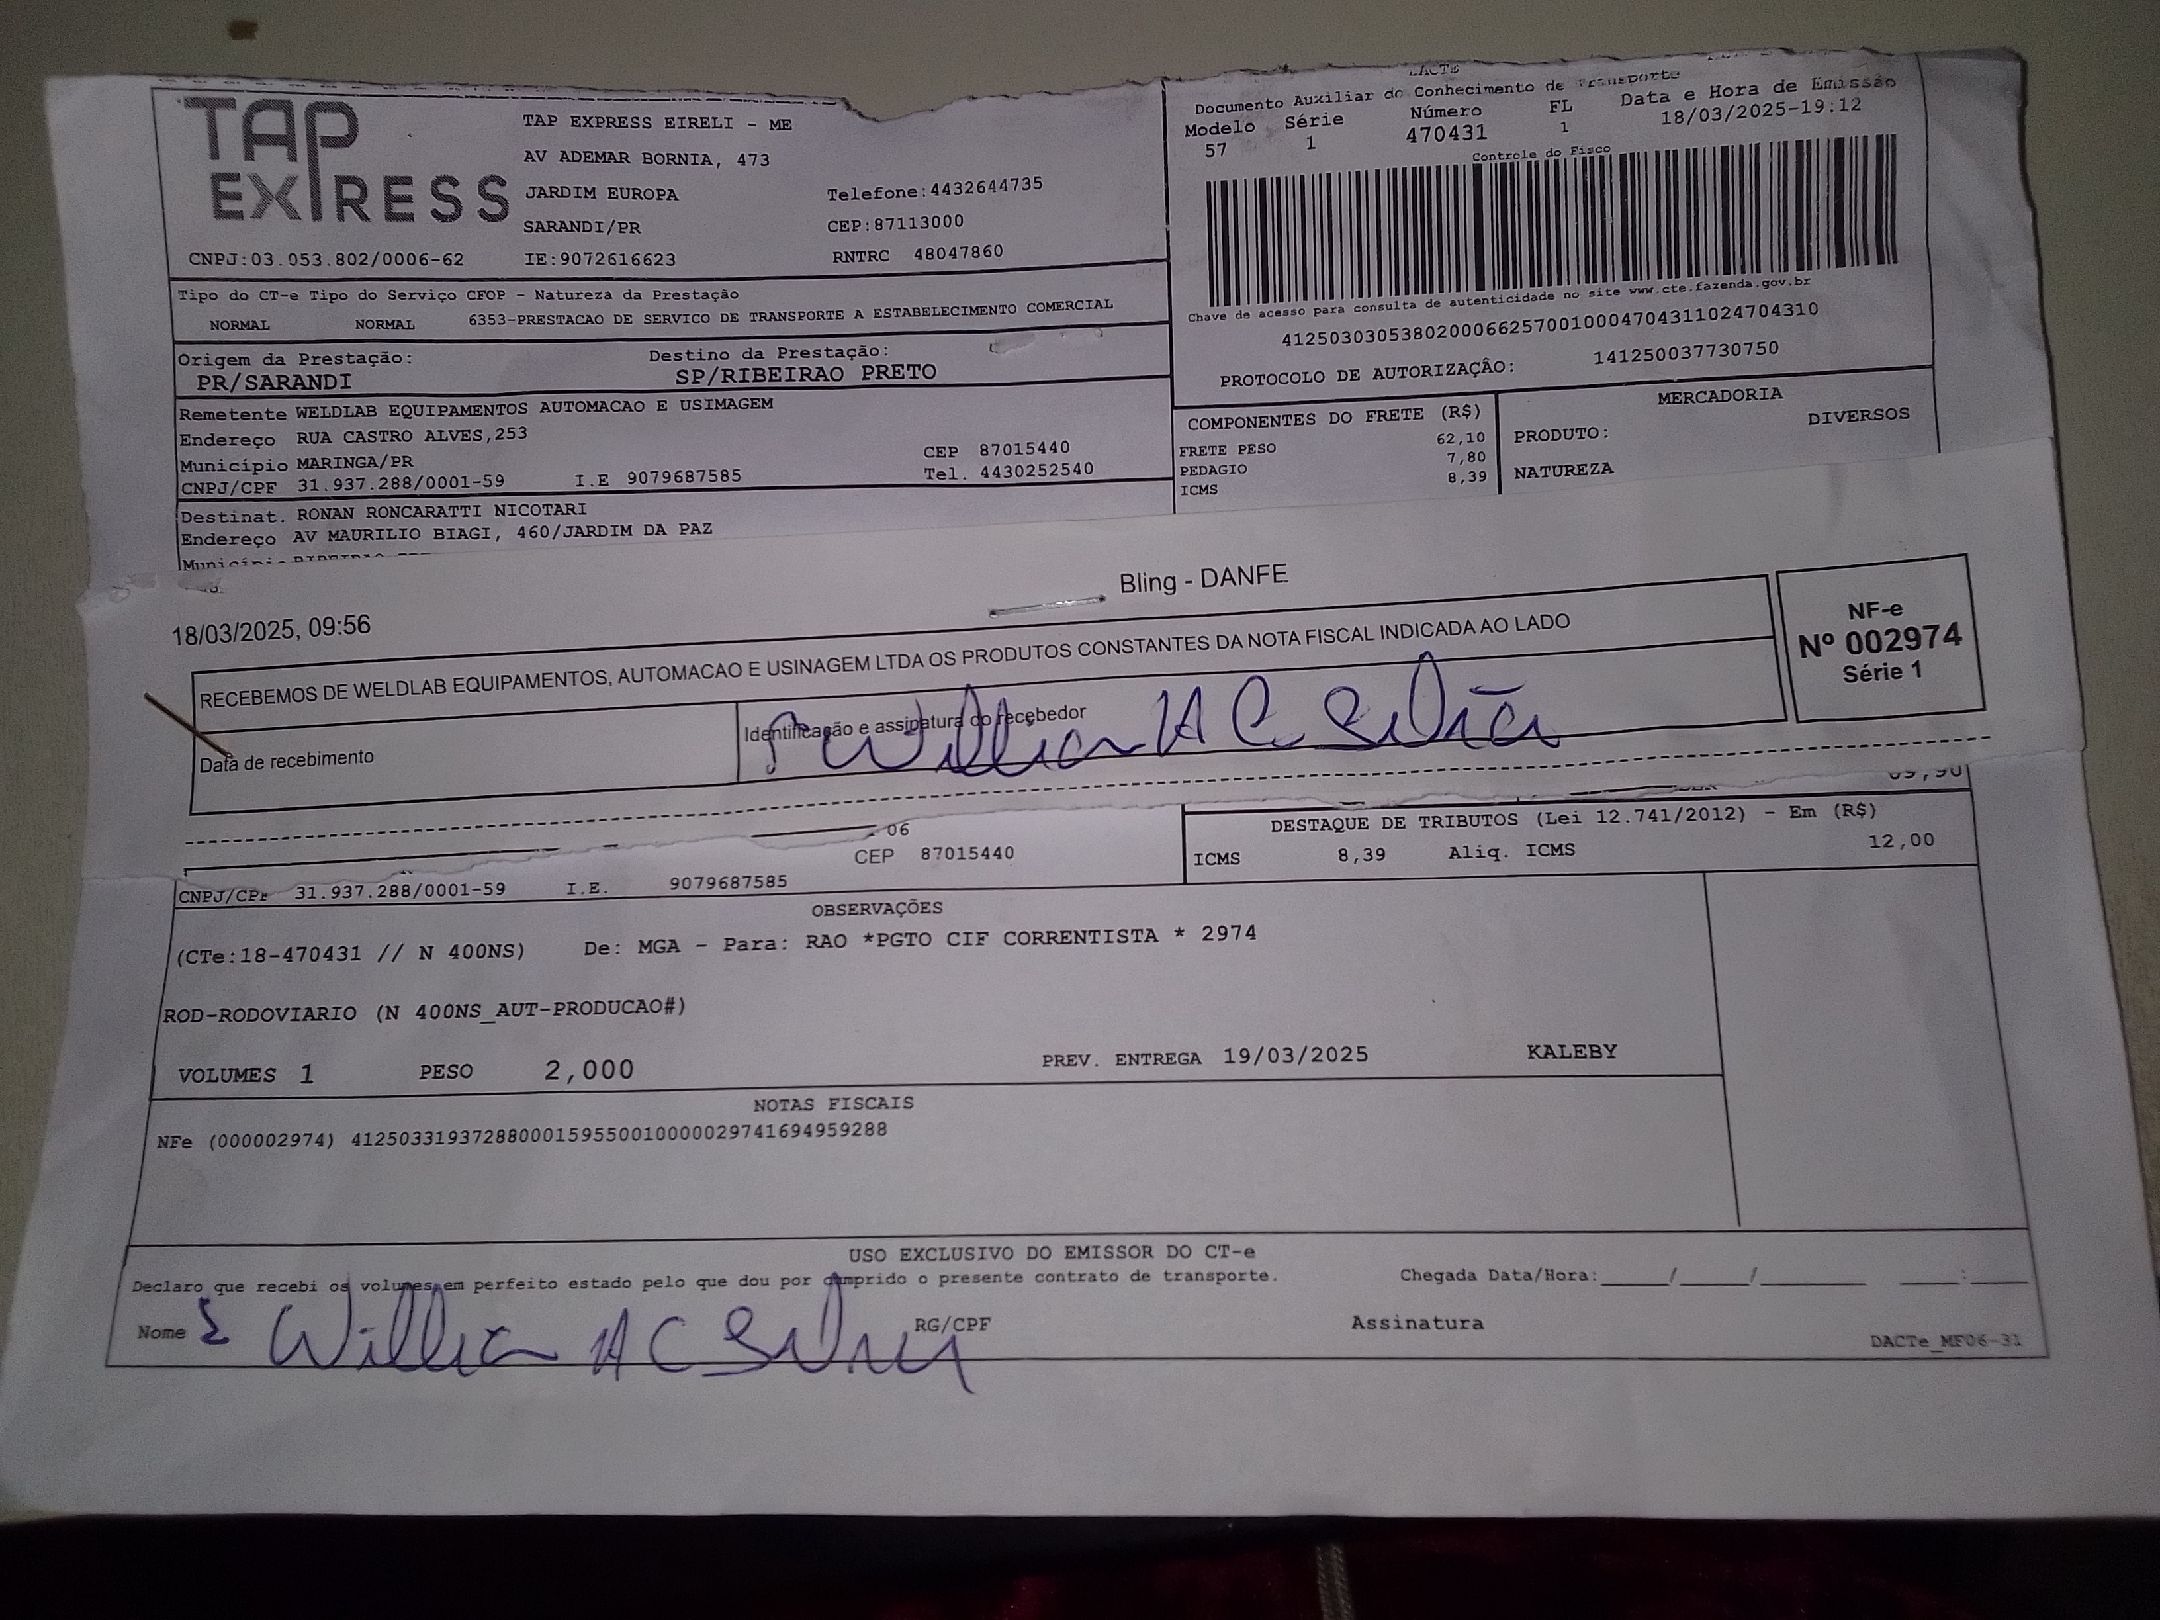 TAP EXPRESS
TAP EXPRESS EIRELI - ME
AV ADEMAR BORNIA, 473
JARDIM EUROPA
Telefone:4432644735
SARANDI/PR
CEP:87113000
CNPJ:03.053.802/0006-62 IE:9072616623 RNTRC 48047860
DACTE
Documento Auxiliar do Conhecimento de Transporte
Modelo Série Número FL Data e Hora de Emissão
57 1 470431 1 18/03/2025-19:12
Controle do Fisco
Chave de acesso para consulta de autenticidade no site www.cte.fazenda.gov.br
41250303053802000662570010004704311024704310
PROTOCOLO DE AUTORIZAÇÂO: 141250037730750
Tipo do CT-e Tipo do Serviço CFOP - Natureza da Prestação
NORMAL NORMAL 6353-PRESTACAO DE SERVICO DE TRANSPORTE A ESTABELECIMENTO COMERCIAL
Origem da Prestação: Destino da Prestação:
PR/SARANDI SP/RIBEIRAO PRETO
Remetente WELDLAB EQUIPAMENTOS AUTOMACAO E USIMAGEM
Endereço RUA CASTRO ALVES,253
Município MARINGA/PR CEP 87015440
CNPJ/CPF 31.937.288/0001-59 I.E 9079687585 Tel. 4430252540
COMPONENTES DO FRETE (R$)
FRETE PESO 62,10
PEDAGIO 7,80
ICMS 8,39
MERCADORIA
PRODUTO: DIVERSOS
NATUREZA
Destinat. RONAN RONCARATTI NICOTARI
Endereço AV MAURILIO BIAGI, 460/JARDIM DA PAZ
18/03/2025, 09:56 Bling - DANFE
RECEBEMOS DE WELDLAB EQUIPAMENTOS, AUTOMACAO E USINAGEM LTDA OS PRODUTOS CONSTANTES DA NOTA FISCAL INDICADA AO LADO
Data de recebimento
Identificação e assinatura do recebedor
Willian A C Silva
NF-e
Nº 002974
Série 1
06
CEP 87015440
CNPJ/CPF 31.937.288/0001-59 I.E. 9079687585
DESTAQUE DE TRIBUTOS (Lei 12.741/2012) - Em (R$)
ICMS 8,39 Aliq. ICMS 12,00
OBSERVAÇÕES
(CTe:18-470431 // N 400NS) De: MGA - Para: RAO *PGTO CIF CORRENTISTA * 2974
ROD-RODOVIARIO (N 400NS_AUT-PRODUCAO#)
VOLUMES 1 PESO 2,000 PREV. ENTREGA 19/03/2025 KALEBY
NOTAS FISCAIS
NFe (000002974) 41250331937288000159550010000029741694959288
USO EXCLUSIVO DO EMISSOR DO CT-e
Declaro que recebi os volumes em perfeito estado pelo que dou por cumprido o presente contrato de transporte. Chegada Data/Hora:_____/_____/________ ____:____
Nome Willian A C Silva RG/CPF Assinatura
DACTe_MF06-31